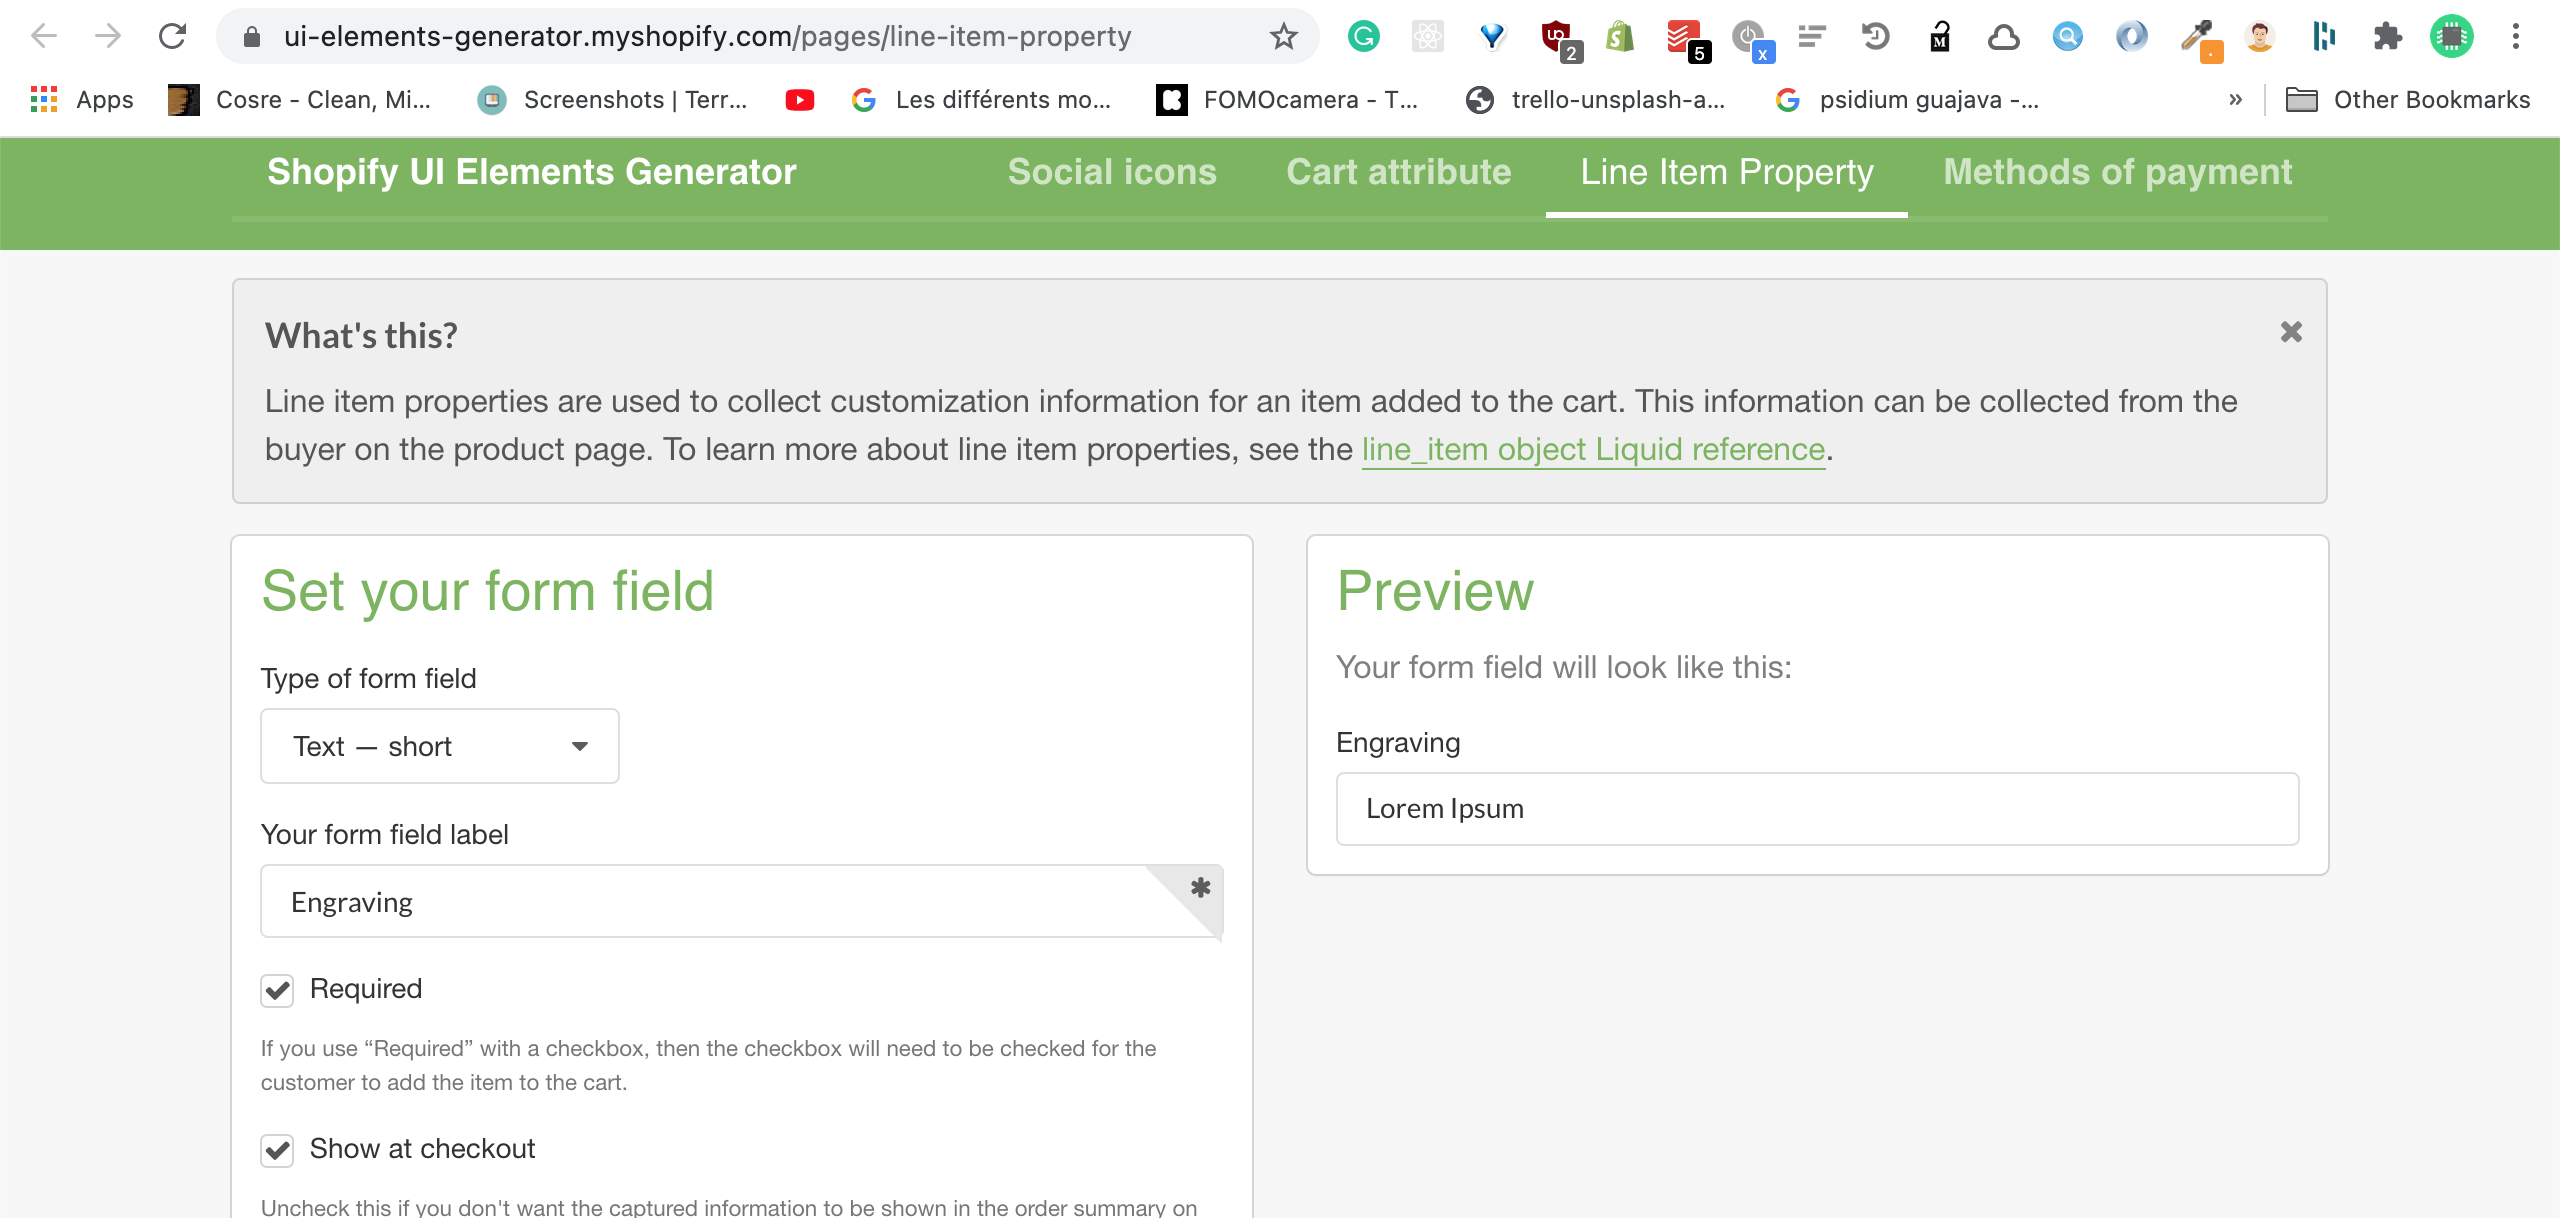 ui-elements-generator.myshopify.com/pages/line-item-property
2
5
x
M
Apps
Cosre - Clean, Mi...
Screenshots | Terr...
Les différents mo...
FOMOcamera - T...
trello-unsplash-a...
psidium guajava -...
»
Other Bookmarks
Shopify UI Elements Generator
Social icons
Cart attribute
Line Item Property
Methods of payment
What's this?
Line item properties are used to collect customization information for an item added to the cart. This information can be collected from the
buyer on the product page. To learn more about line item properties, see the line_item object Liquid reference.
Set your form field
Type of form field
Text — short
Your form field label
Engraving
*
Required
If you use “Required” with a checkbox, then the checkbox will need to be checked for the
customer to add the item to the cart.
Show at checkout
Uncheck this if you don't want the captured information to be shown in the order summary on
Preview
Your form field will look like this:
Engraving
Lorem Ipsum